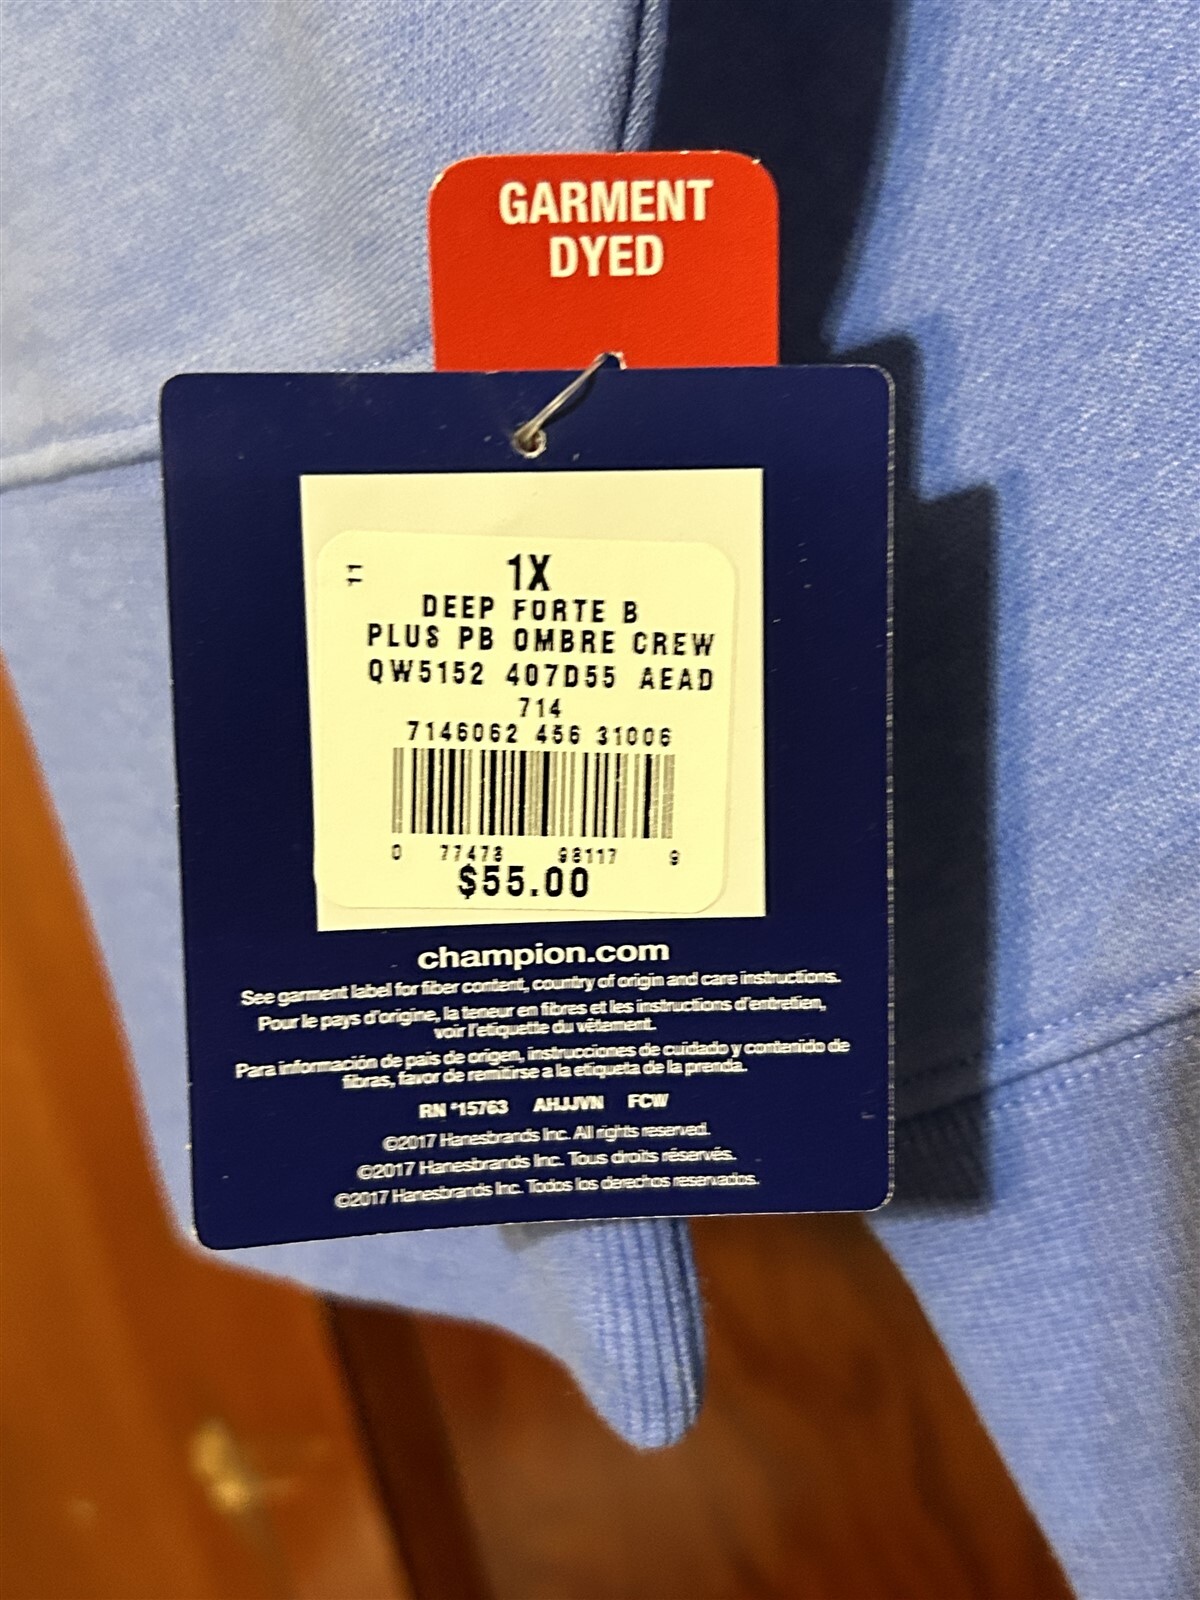 GARMENT
DYED
11
1X
DEEP FORTE B
PLUS PB OMBRE CREW
QW5152 407D55 AEAD
714
7146062 456 31006
0 77478 98117 9
$55.00
champion.com
See garment label for fiber content, country of origin and care instructions.
Pour le pays d'origine, la teneur en fibres et les instructions d'entretien,
voir l'etiquette du vêtement.
Para información de pais de origen, instrucciones de cuidado y contenido de
fibras, favor de remitirse a la etiqueta de la prenda.
RN *15763 AHJJVN FCW
©2017 Hanesbrands Inc. All rights reserved.
©2017 Hanesbrands Inc. Tous droits réservés.
©2017 Hanesbrands Inc. Todos los derechos reservados.